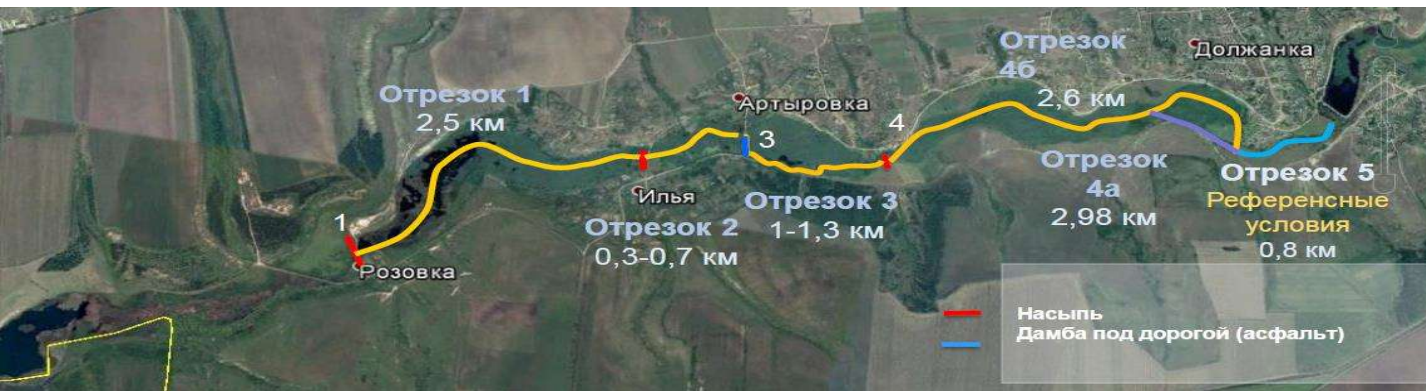 Отрезок 1
2,5 км
1
Розовка
Илья
Отрезок 2
0,3-0,7 км
Артыровка
3
Отрезок 3
1-1,3 км
4
Отрезок
4б
2,6 км
Должанка
Отрезок
4а
2,98 км
Отрезок 5
Референсные
условия
0,8 км
Насыпь
Дамба под дорогой (асфальт)